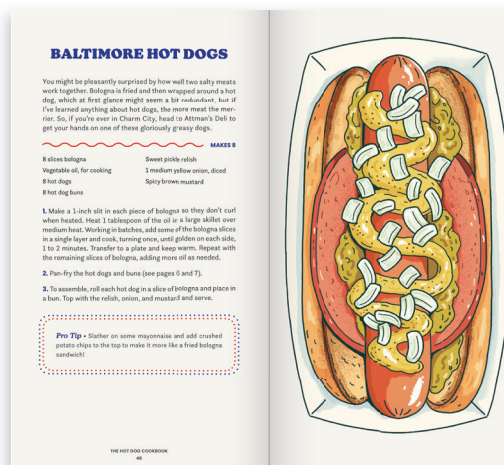 BALTIMORE HOT DOGS
You might be pleasantly surprised by how well two salty meats
work together. Bologna is fried and then wrapped around a hot
dog, which at first glance might seem a bit redundant, but if
I've learned anything about hot dogs, the more meat the mer-
rier. So, if you're ever in Charm City, head to Attman's Deli to
get your hands on one of these gloriously greasy dogs.
MAKES 8
8 slices bologna
Vegetable oil, for cooking
8 hot dogs
8 hot dog buns
Sweet pickle relish
1 medium yellow onion, diced
Spicy brown mustard
1. Make a 1-inch slit in each piece of bologna so they don't curl
when heated. Heat 1 tablespoon of the oil in a large skillet over
medium heat. Working in batches, add some of the bologna slices
in a single layer and cook, turning once, until golden on each side,
1 to 2 minutes. Transfer to a plate and keep warm. Repeat with
the remaining slices of bologna, adding more oil as needed.
2. Pan-fry the hot dogs and buns (see pages 6 and 7).
3. To assemble, roll each hot dog in a slice of bologna and place in
a bun. Top with the relish, onion, and mustard and serve.
Pro Tip • Slather on some mayonnaise and add crushed
potato chips to the top to make it more like a fried bologna
sandwich!
THE HOT DOG COOKBOOK
46